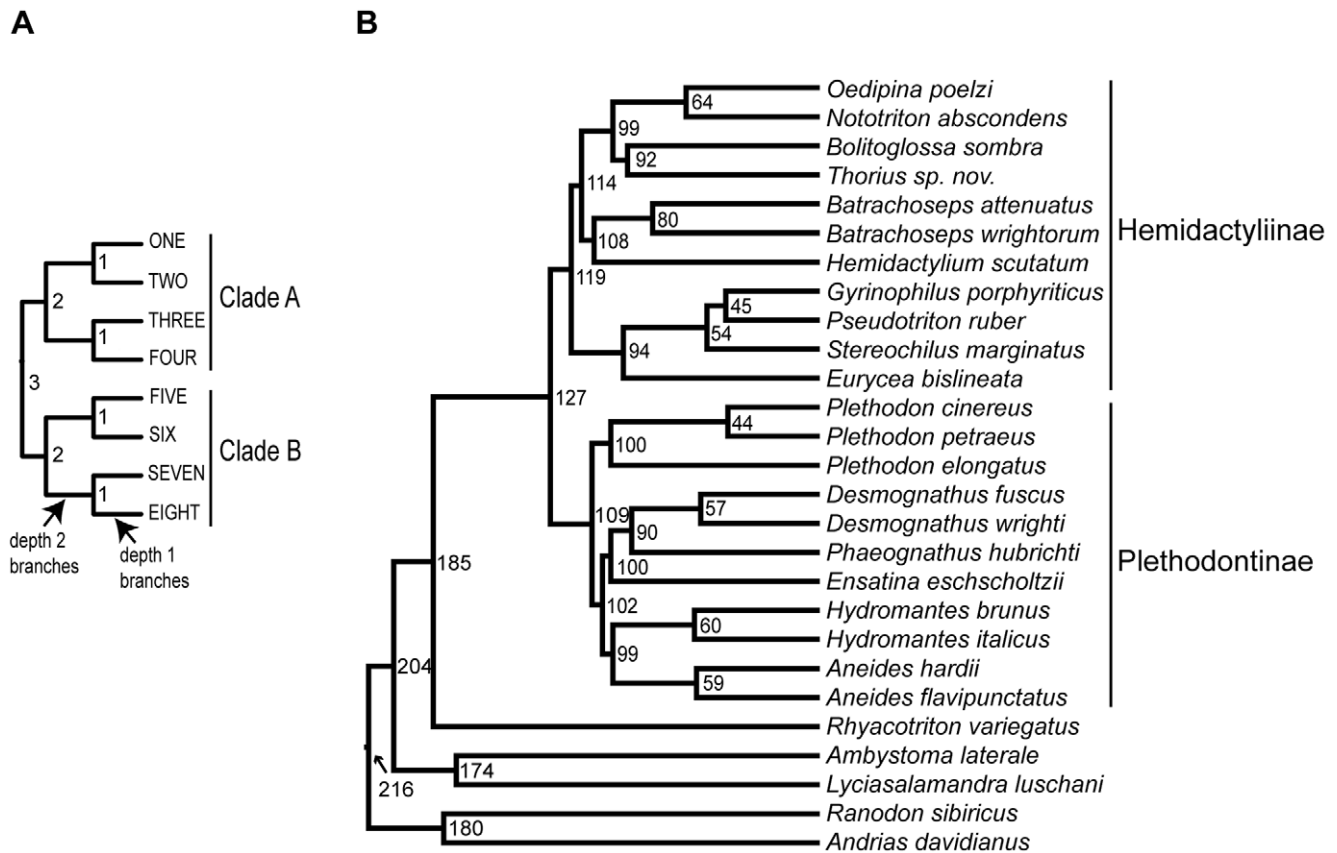 A
B
ONE
TWO
THREE
FOUR
FIVE
SIX
SEVEN
EIGHT
1
1
1
1
2
2
3
Clade A
Clade B
depth 2
branches
depth 1
branches
Oedipina poelzi
64
Nototriton abscondens
99
Bolitoglossa sombra
92
Thorius sp. nov.
114
Batrachoseps attenuatus
80
Batrachoseps wrightorum
108
Hemidactylium scutatum
119
Gyrinophilus porphyriticus
45
Pseudotriton ruber
54
Stereochilus marginatus
94
Eurycea bislineata
Hemidactyliinae
127
Plethodon cinereus
44
Plethodon petraeus
100
Plethodon elongatus
Desmognathus fuscus
57
109
Desmognathus wrighti
90
Phaeognathus hubrichti
100
Ensatina eschscholtzii
102
Hydromantes brunus
60
Hydromantes italicus
99
Aneides hardii
59
Aneides flavipunctatus
Plethodontinae
185
204
Rhyacotriton variegatus
Ambystoma laterale
174
Lyciasalamandra luschani
216
Ranodon sibiricus
180
Andrias davidianus